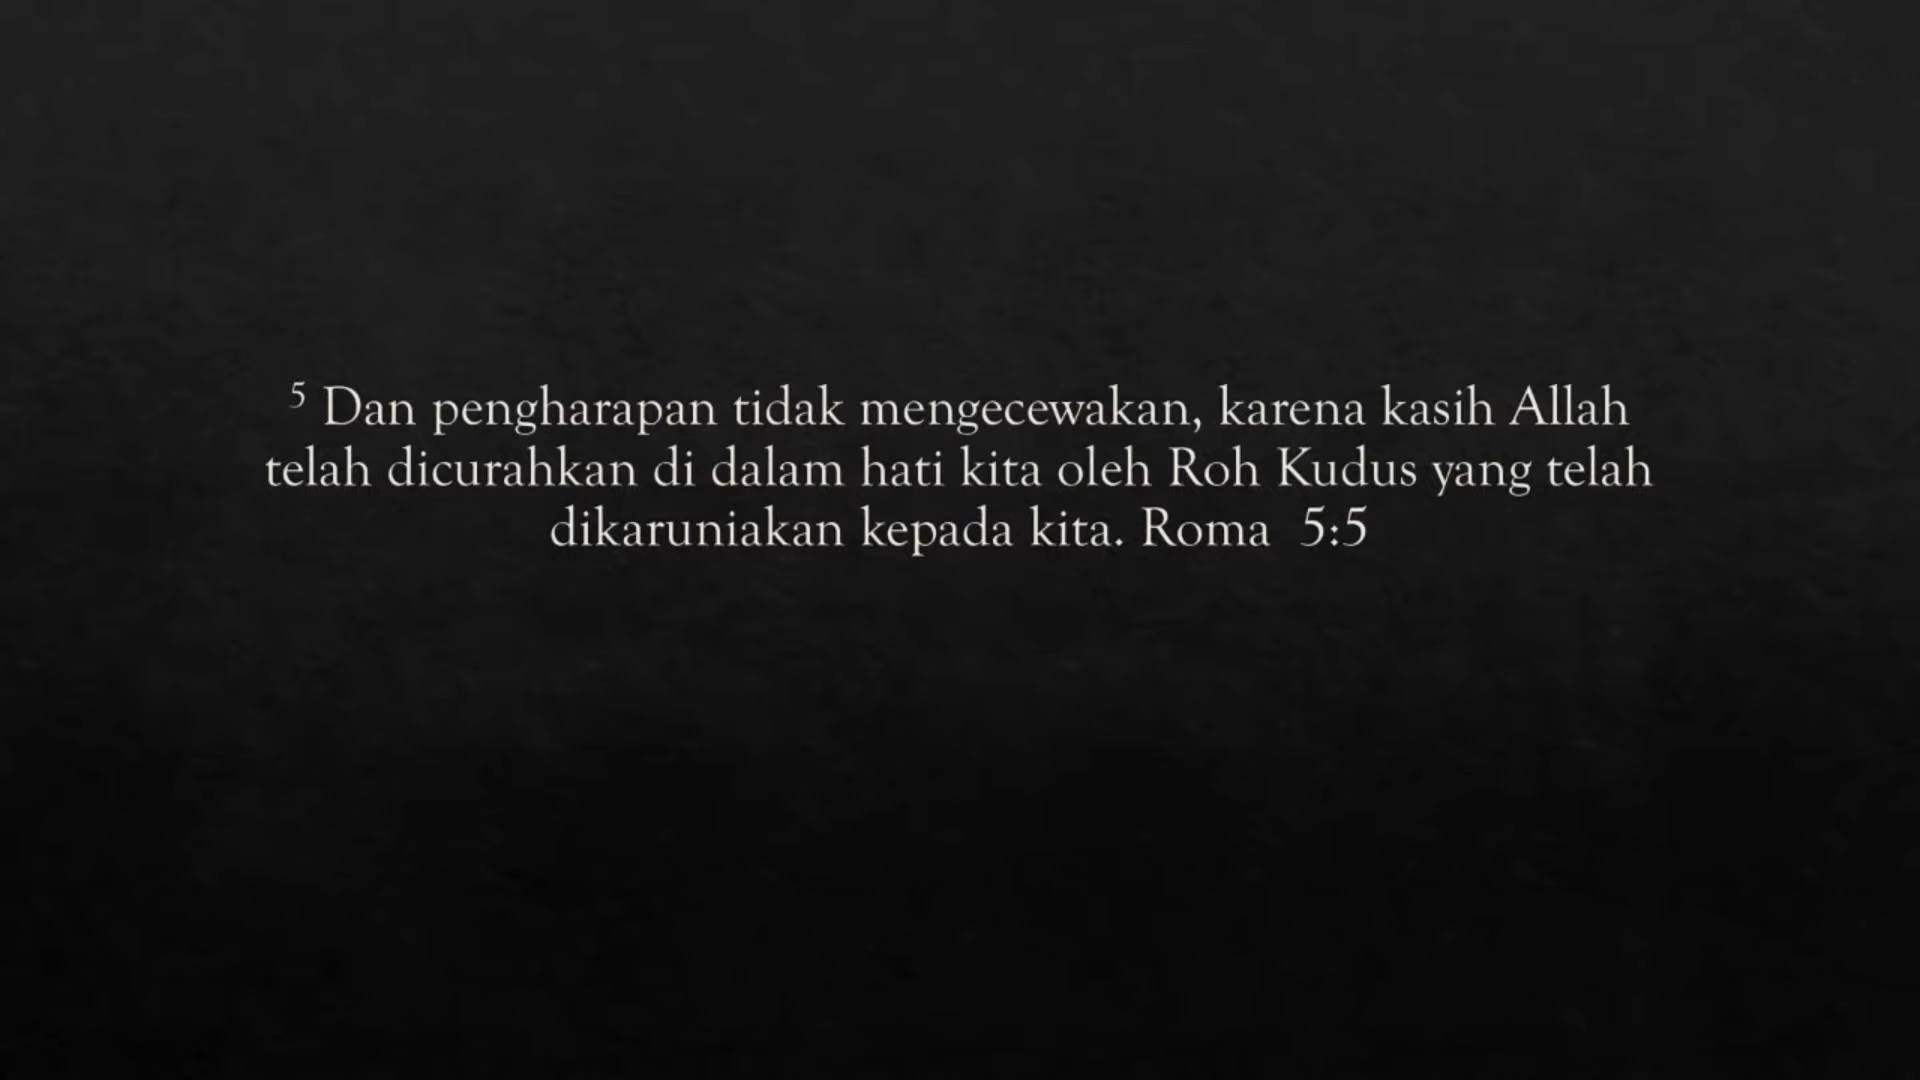 5 Dan pengharapan tidak mengecewakan, karena kasih Allah
telah dicurahkan di dalam hati kita oleh Roh Kudus yang telah
dikaruniakan kepada kita. Roma  5:5